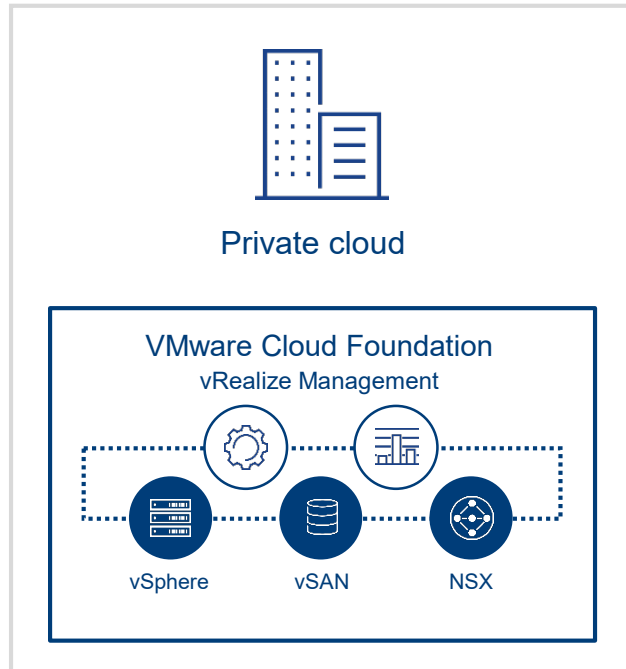 Private cloud
VMware Cloud Foundation
vRealize Management
vSphere
vSAN
NSX